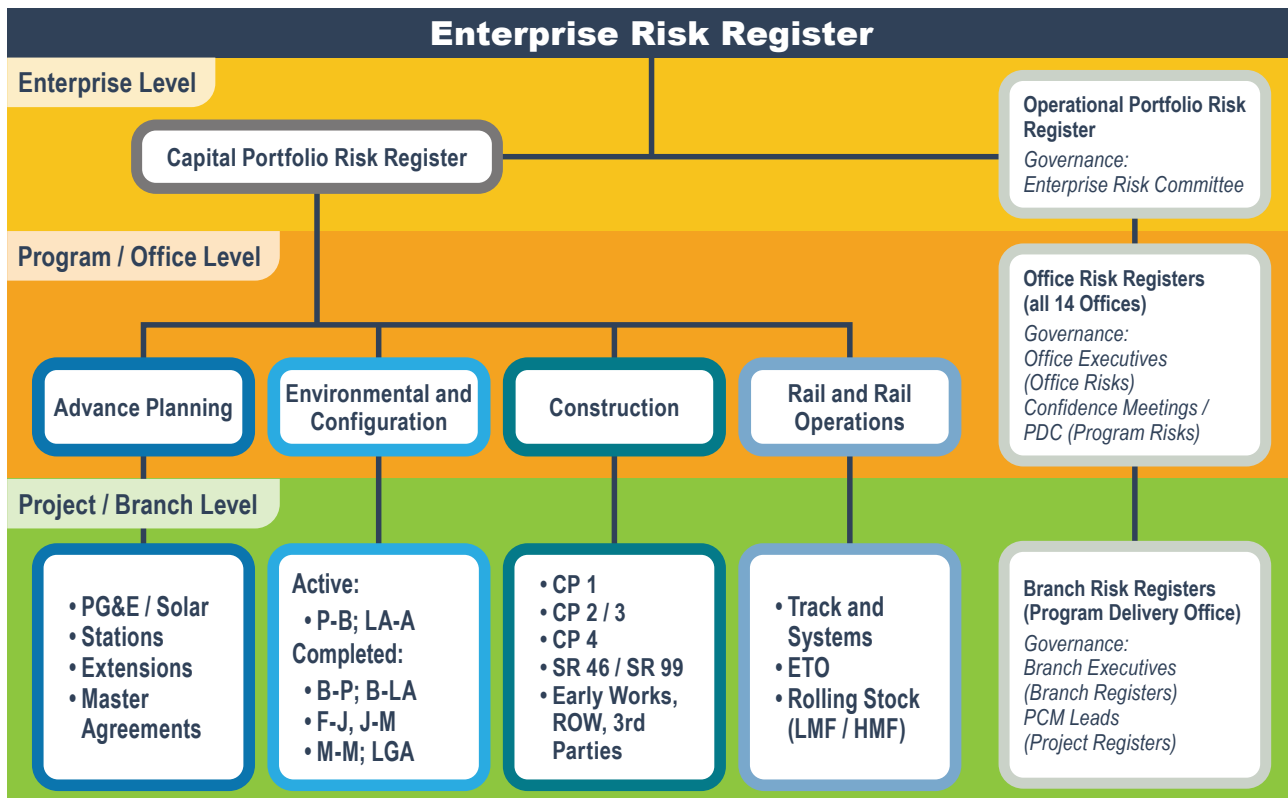 Enterprise Risk Register
Enterprise Level
Capital Portfolio Risk Register
Operational Portfolio Risk
Register
Governance:
Enterprise Risk Committee
Program / Office Level
Advance Planning
Environmental and
Configuration
Construction
Rail and Rail
Operations
Office Risk Registers
(all 14 Offices)
Governance:
Office Executives
(Office Risks)
Confidence Meetings /
PDC (Program Risks)
Project / Branch Level
• PG&E / Solar
• Stations
• Extensions
• Master
Agreements
Active:
• P-B; LA-A
Completed:
• B-P; B-LA
• F-J, J-M
• M-M; LGA
• CP 1
• CP 2 / 3
• CP 4
• SR 46 / SR 99
• Early Works,
ROW, 3rd
Parties
• Track and
Systems
• ETO
• Rolling Stock
(LMF / HMF)
Branch Risk Registers
(Program Delivery Office)
Governance:
Branch Executives
(Branch Registers)
PCM Leads
(Project Registers)